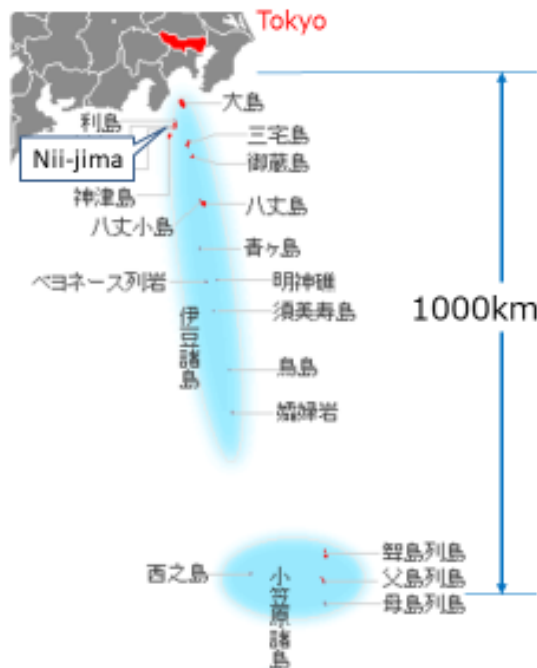 Tokyo
大島
利島
三宅島
Nii-jima
御蔵島
神津島
八丈島
八丈小島
青ヶ島
ベヨネース列岩
明神礁
須美寿島
伊豆諸島
1000km
鳥島
孀婦岩
聟島列島
西之島
小笠原諸島
父島列島
母島列島